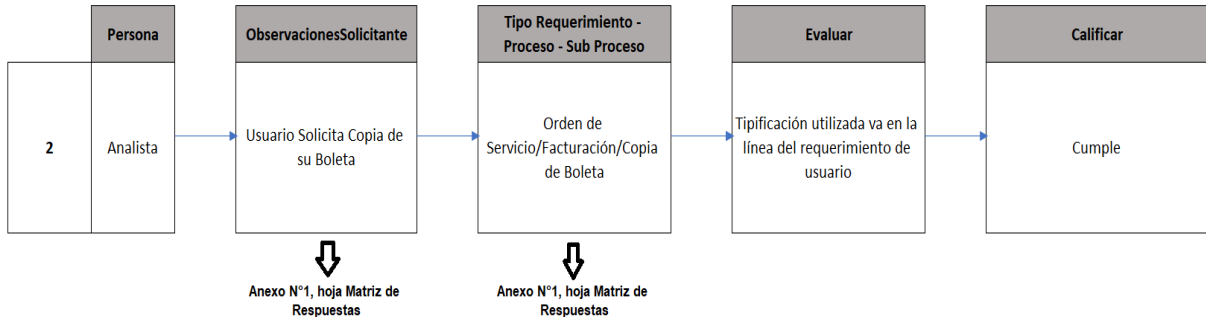 Persona
ObservacionesSolicitante
Tipo Requerimiento -
Proceso - Sub Proceso
Evaluar
Calificar
2
Analista
Usuario Solicita Copia de
su Boleta
Orden de
Servicio/Facturación/Copia
de Boleta
Tipificación utilizada va en la
línea del requerimiento de
usuario
Cumple
Anexo N°1, hoja Matriz de
Respuestas
Anexo N°1, hoja Matriz de
Respuestas